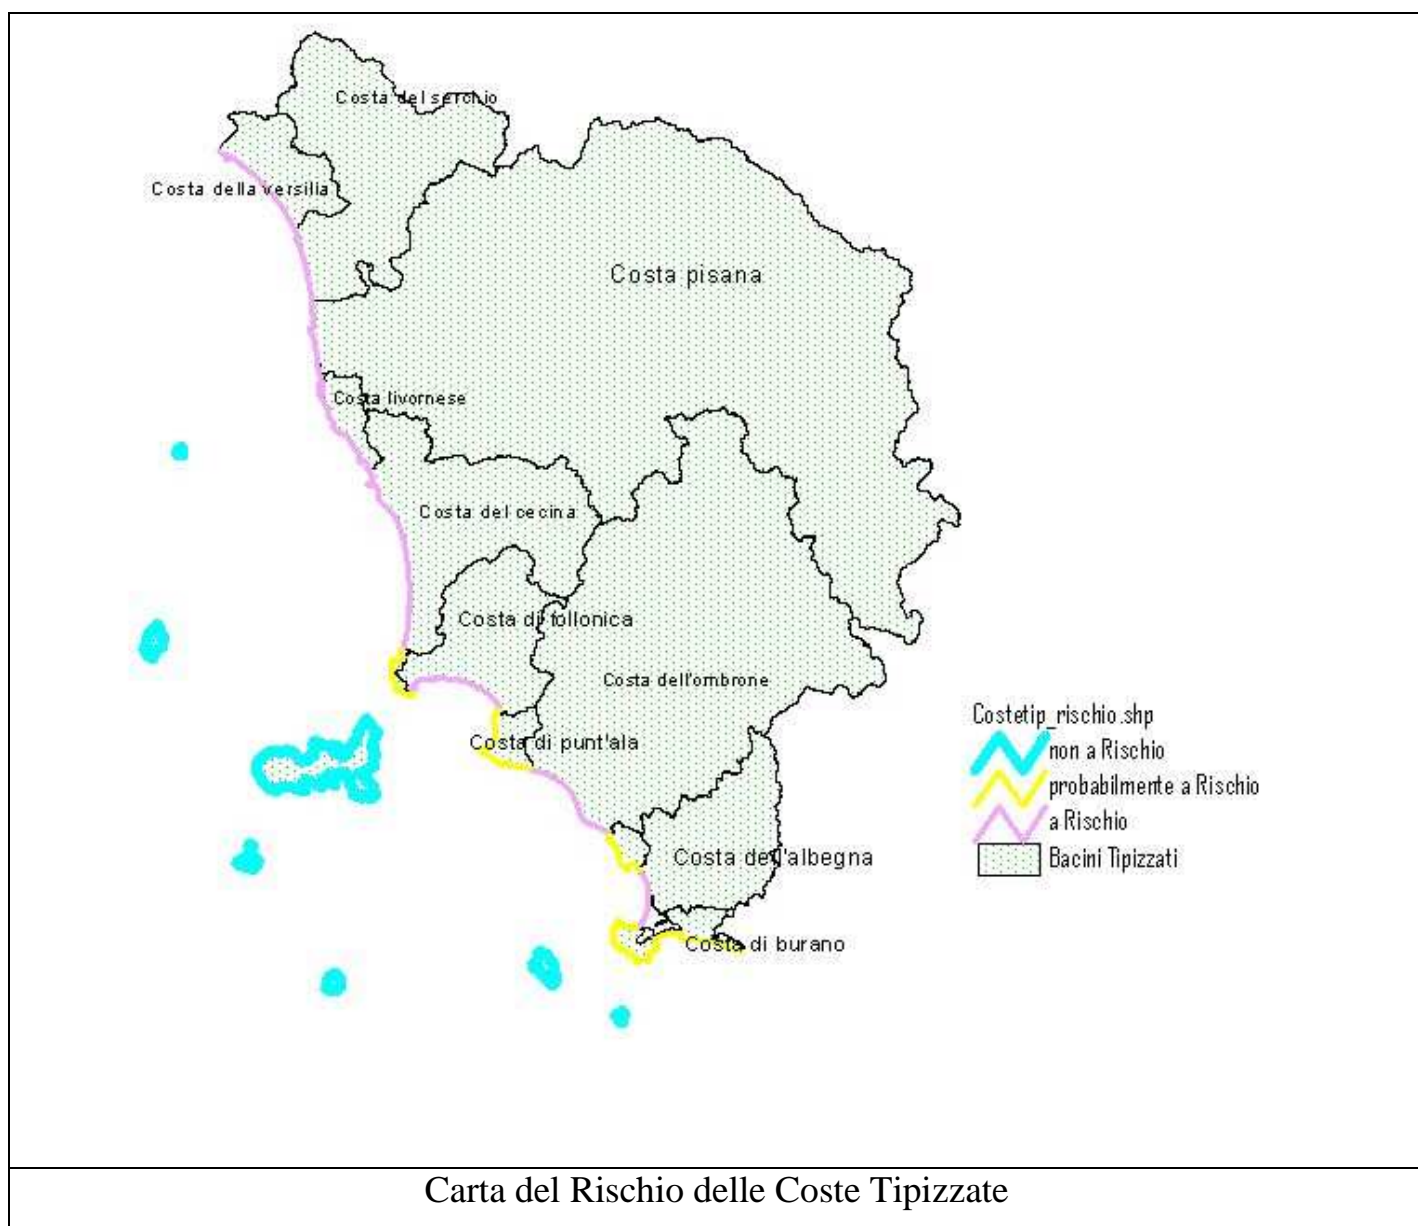 Costa del serchio
Costa della versilia
Costa pisana
Costa livornese
Costa del cecina
Costa di follonica
Costa dell'ombrone
Costa di punt'ala
Costa dell'albegna
Costa di burano
Costetip_rischio.shp
non a Rischio
probabilmente a Rischio
a Rischio
Bacini Tipizzati
Carta del Rischio delle Coste Tipizzate